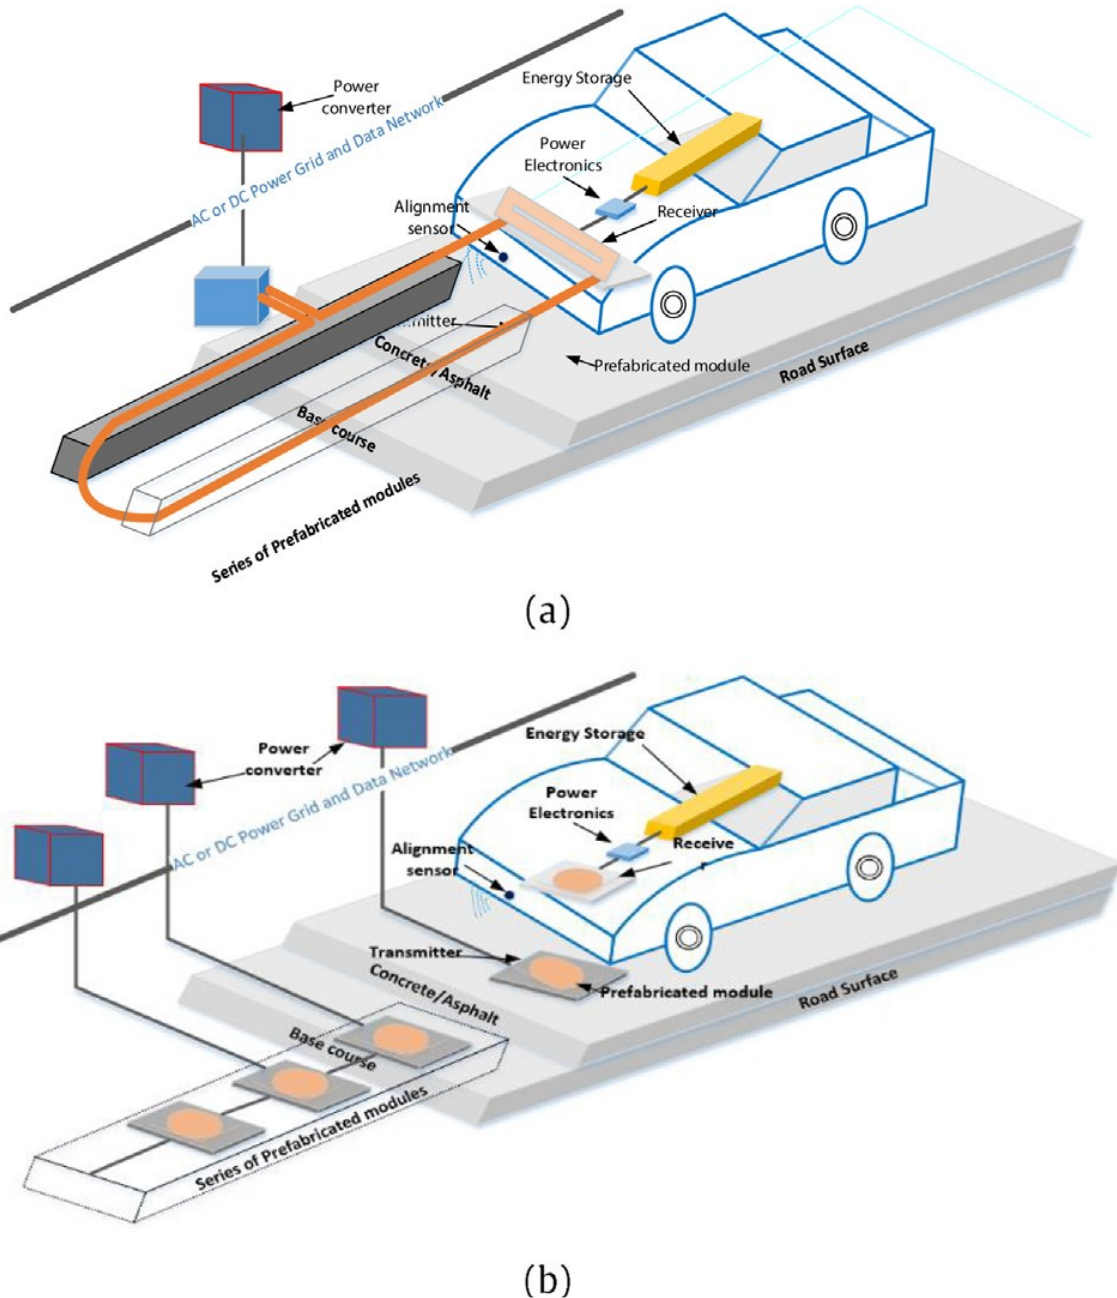 Power
converter
Energy Storage
AC or DC Power Grid and Data Network
Power
Electronics
Alignment
sensor
Receiver
Concrete/Asphalt
Prefabricated module
Road Surface
Base course
Series of Prefabricated modules
(a)
Power
converter
Energy Storage
AC or DC Power Grid and Data Network
Power
Electronics
Alignment
sensor
Receive
r
Transmitter
Concrete/Asphalt
Prefabricated module
Road Surface
Base course
Series of Prefabricated modules
(b)